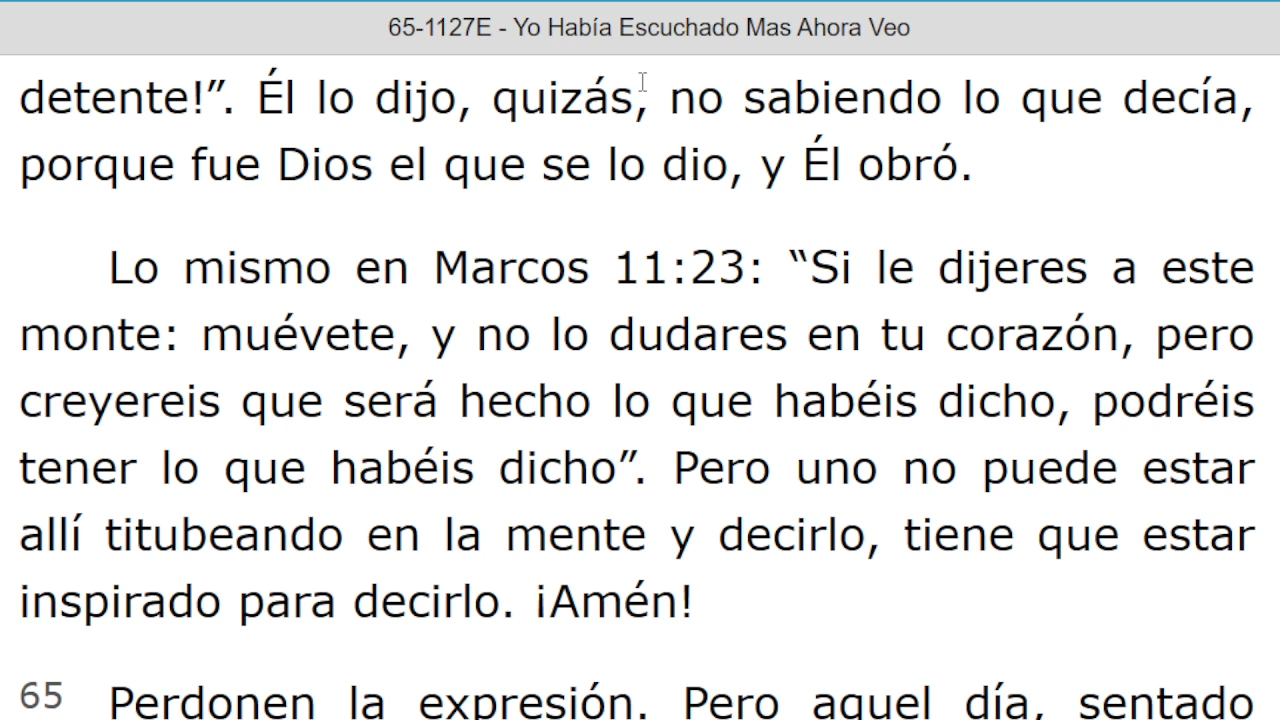 65-1127E - Yo Había Escuchado Mas Ahora Veo
detente!”. Él lo dijo, quizás, no sabiendo lo que decía,
porque fue Dios el que se lo dio, y Él obró.
Lo mismo en Marcos 11:23: “Si le dijeres a este
monte: muévete, y no lo dudares en tu corazón, pero
creyereis que será hecho lo que habéis dicho, podréis
tener lo que habéis dicho”. Pero uno no puede estar
allí titubeando en la mente y decirlo, tiene que estar
inspirado para decirlo. ¡Amén!
65 Perdonen la expresión. Pero aquel día, sentado